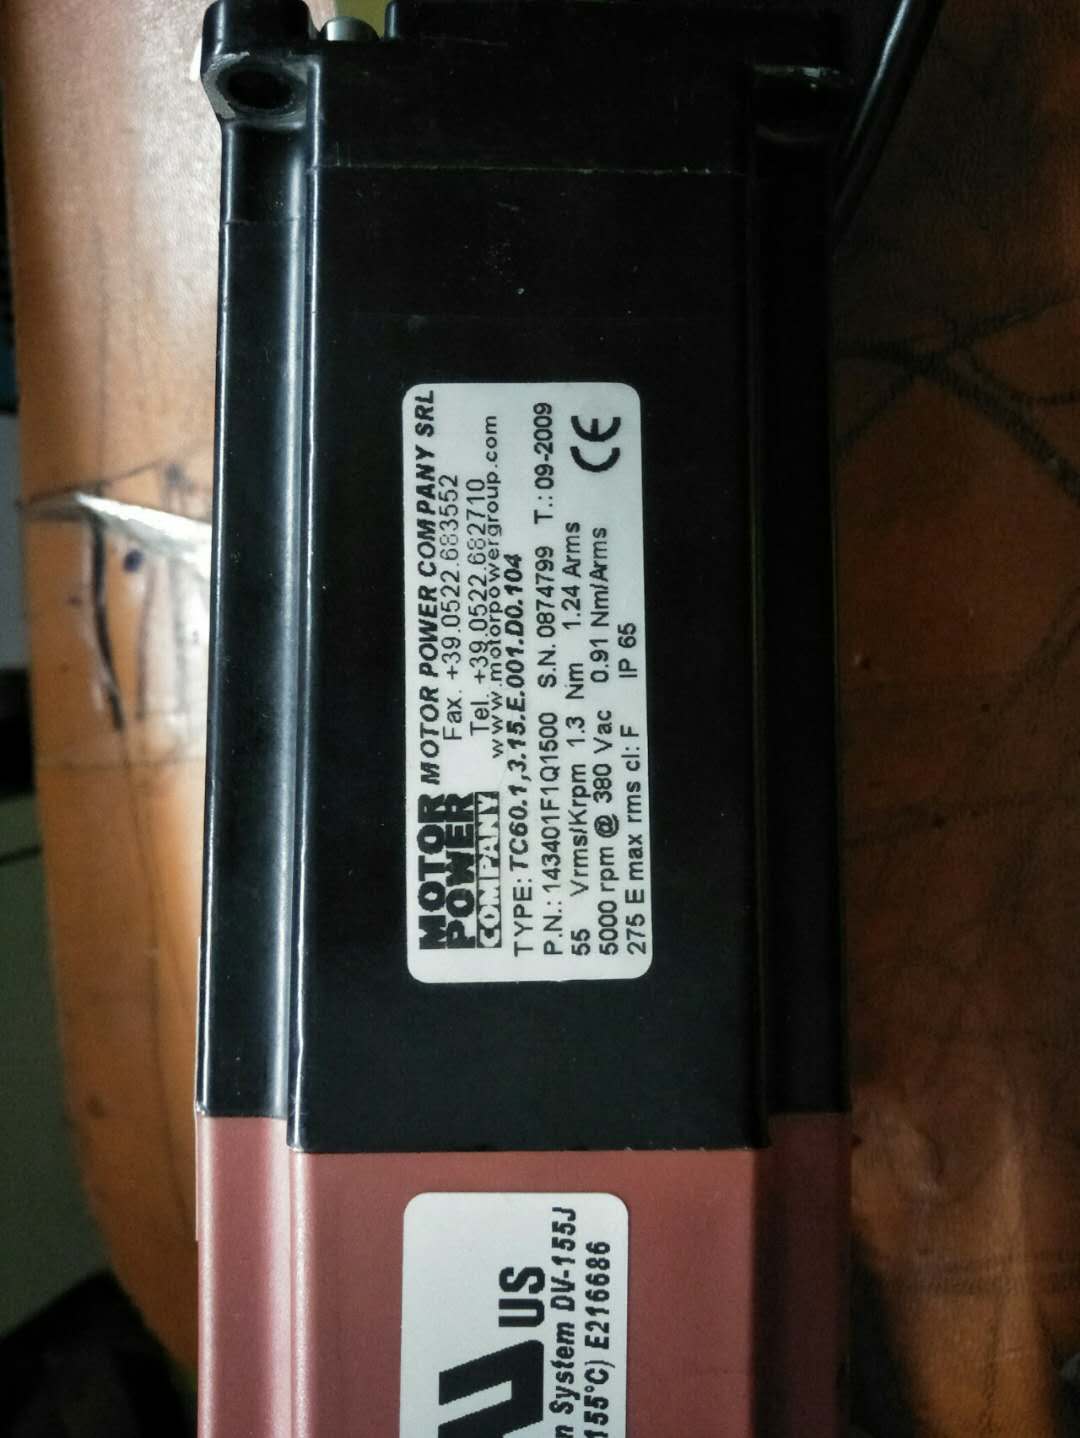 MOTOR POWER COMPANY
MOTOR POWER COMPANY SRL
Fax. +39.0522.683552
Tel. +39.0522.682710
www.motorpowergroup.com
TYPE: TC60.1,3.15.E.001.D0.104
P.N.: 143401F1Q1500 S.N. 0874799 T.: 09-2009
55 Vrms/Krpm 1.3 Nm 1.24 Arms
5000 rpm @ 380 Vac 0.91 Nm/Arms
275 E max rms cl: F IP 65
CE
US
System DV-155J
155°C) E216686